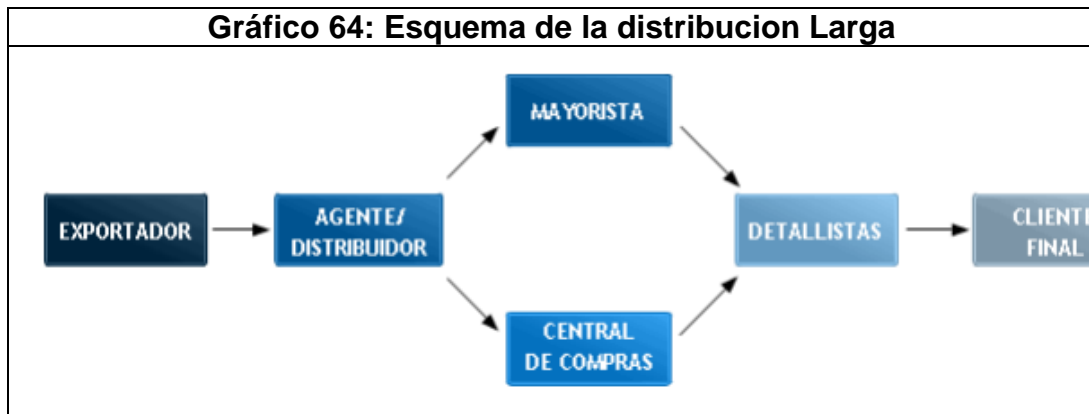 Gráfico 64: Esquema de la distribucion Larga
MAYORISTA
EXPORTADOR
AGENTE/
DISTRIBUIDOR
DETALLISTAS
CLIENT
FINAL
CENTRAL
DE COMPRAS